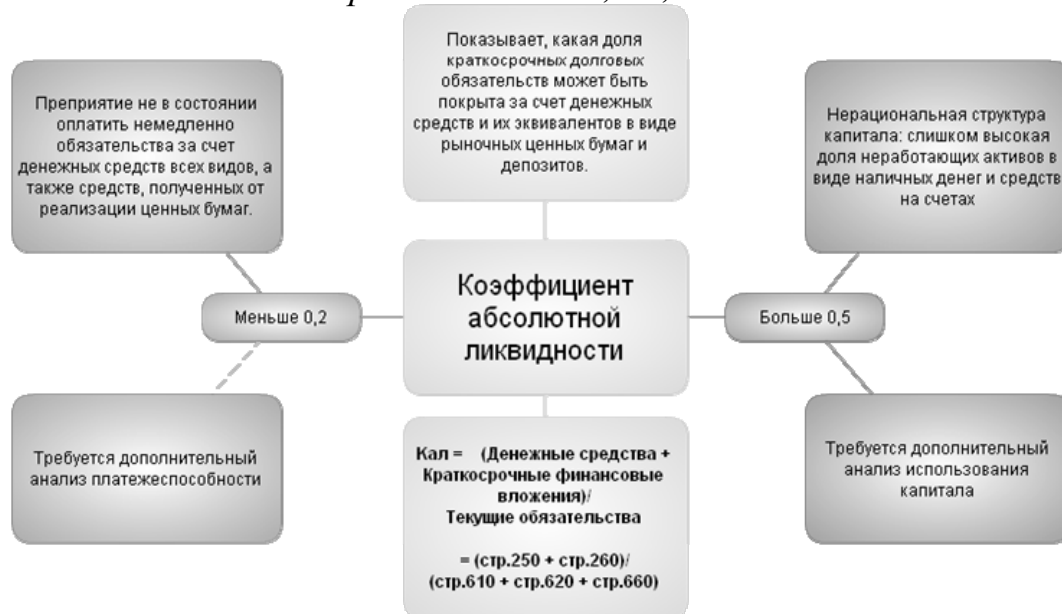 Показывает, какая доля
краткосрочных долговых
обязательств может быть
покрыта за счет денежных
средств и их эквивалентов в виде
рыночных ценных бумаг и
депозитов.
Преприятие не в состоянии
оплатить немедленно
обязательства за счет
денежных средств всех видов, а
также средств, полученных от
реализации ценных бумаг.
Нерациональная структура
капитала: слишком высокая
доля неработающих активов в
виде наличных денег и средств
на счетах
Меньше 0,2
Коэффициент
абсолютной
ликвидности
Больше 0,5
Требуется дополнительный
анализ платежеспособности
Кал = (Денежные средства +
Краткосрочные финансовые
вложения)/
Текущие обязательства
= (стр.250 + стр.260)/
(стр.610 + стр.620 + стр.660)
Требуется дополнительный
анализ использования
капитала